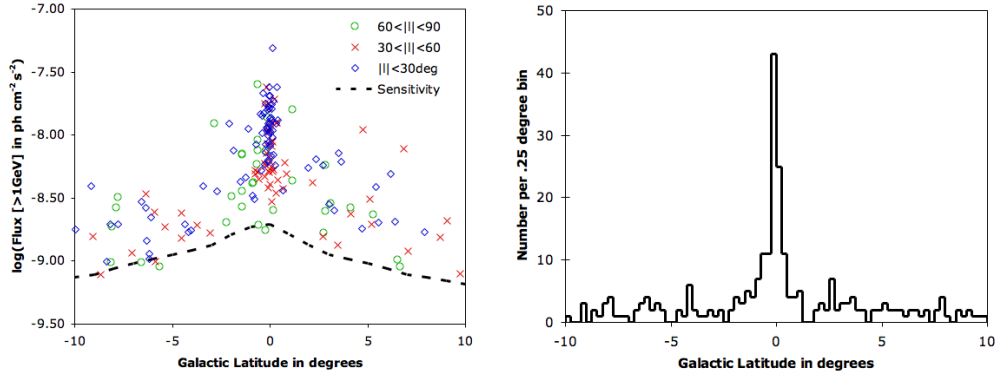 -7.00
-7.50
-8.00
-8.50
-9.00
-9.50
log(Flux [>1GeV] in ph cm⁻² s⁻²)
60<|l|<90
30<|l|<60
|l|<30deg
Sensitivity
-10 -5 0 5 10
Galactic Latitude in degrees
50
40
30
20
10
0
Number per .25 degree bin
-10 -5 0 5 10
Galactic Latitude in degrees